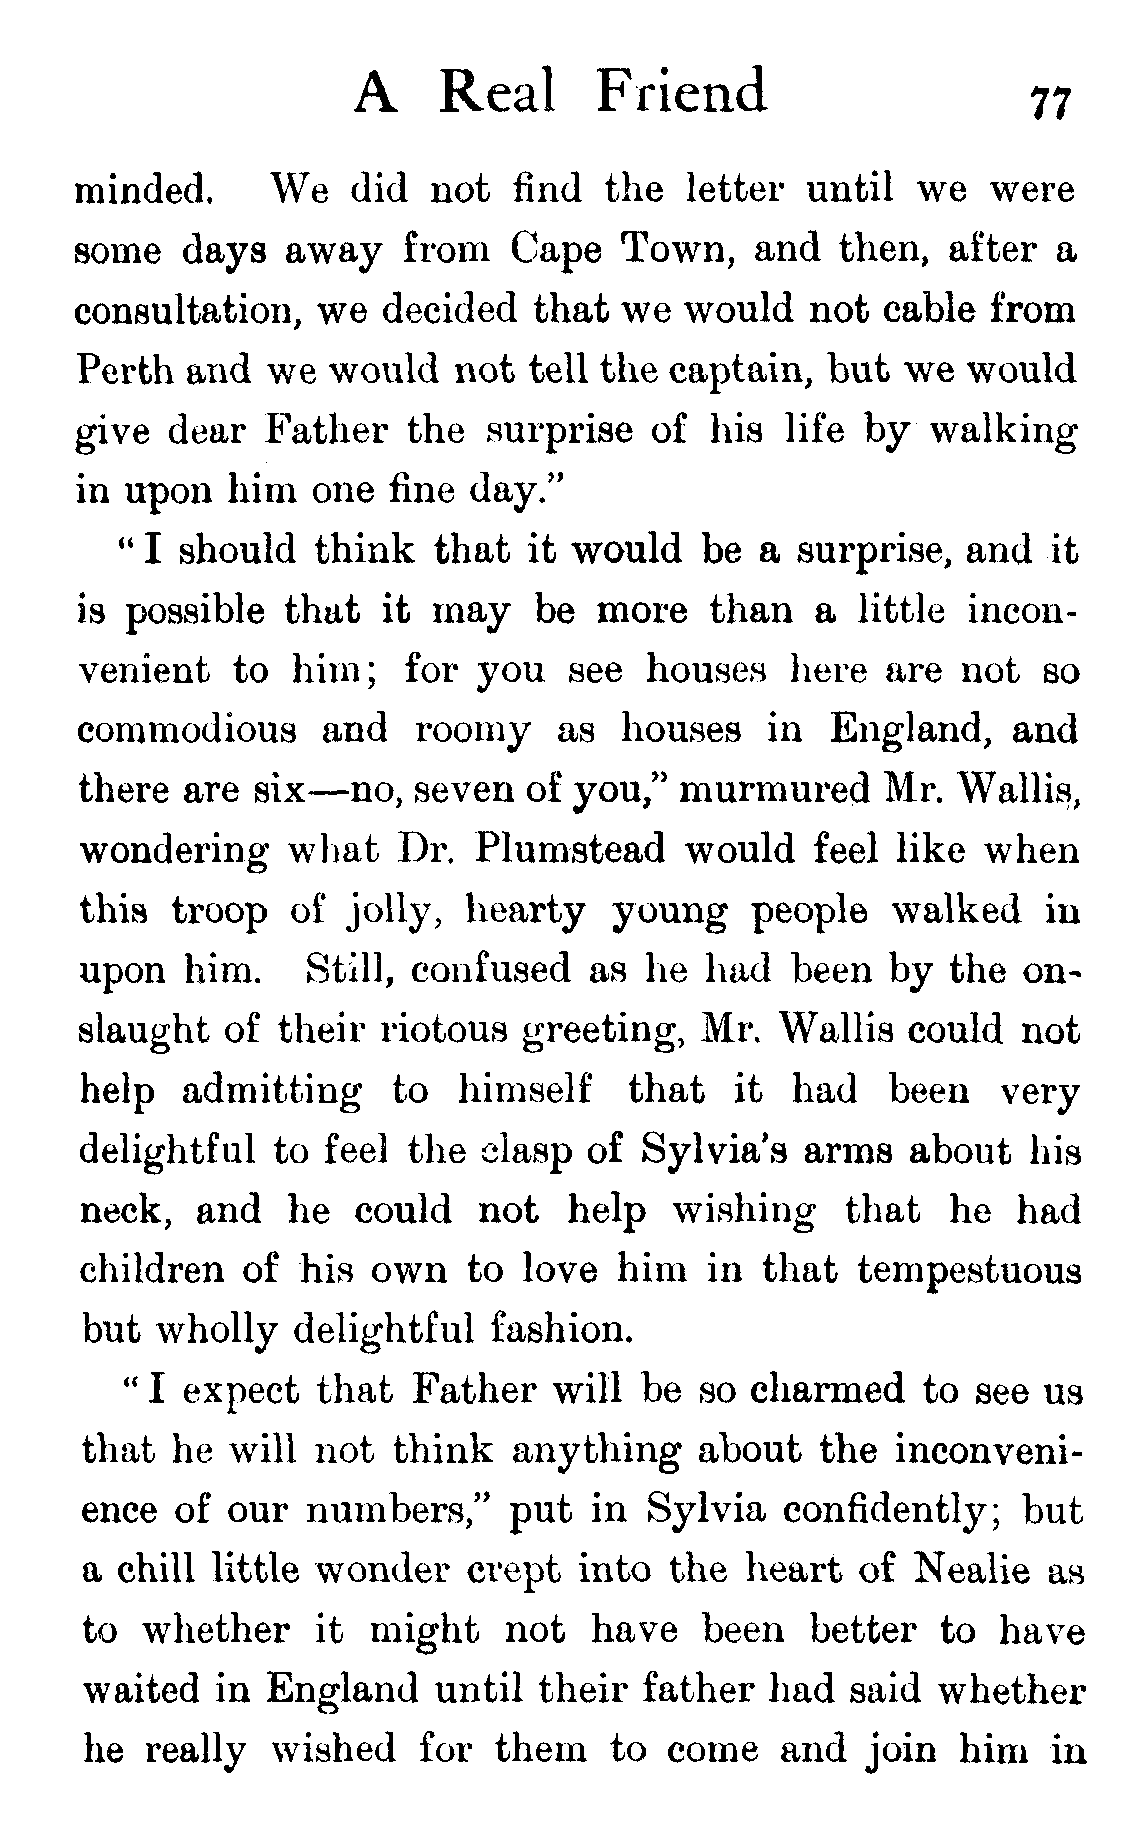 A Real Friend 77
minded. We did not find the letter until we were
some days away from Cape Town, and then, after a
consultation, we decided that we would not cable from
Perth and we would not tell the captain, but we would
give dear Father the surprise of his life by walking
in upon him one fine day."
"I should think that it would be a surprise, and it
is possible that it may be more than a little incon-
venient to him; for you see houses here are not so
commodious and roomy as houses in England, and
there are six—no, seven of you," murmured Mr. Wallis,
wondering what Dr. Plumstead would feel like when
this troop of jolly, hearty young people walked in
upon him. Still, confused as he had been by the on-
slaught of their riotous greeting, Mr. Wallis could not
help admitting to himself that it had been very
delightful to feel the clasp of Sylvia's arms about his
neck, and he could not help wishing that he had
children of his own to love him in that tempestuous
but wholly delightful fashion.
"I expect that Father will be so charmed to see us
that he will not think anything about the inconveni-
ence of our numbers," put in Sylvia confidently; but
a chill little wonder crept into the heart of Nealie as
to whether it might not have been better to have
waited in England until their father had said whether
he really wished for them to come and join him in